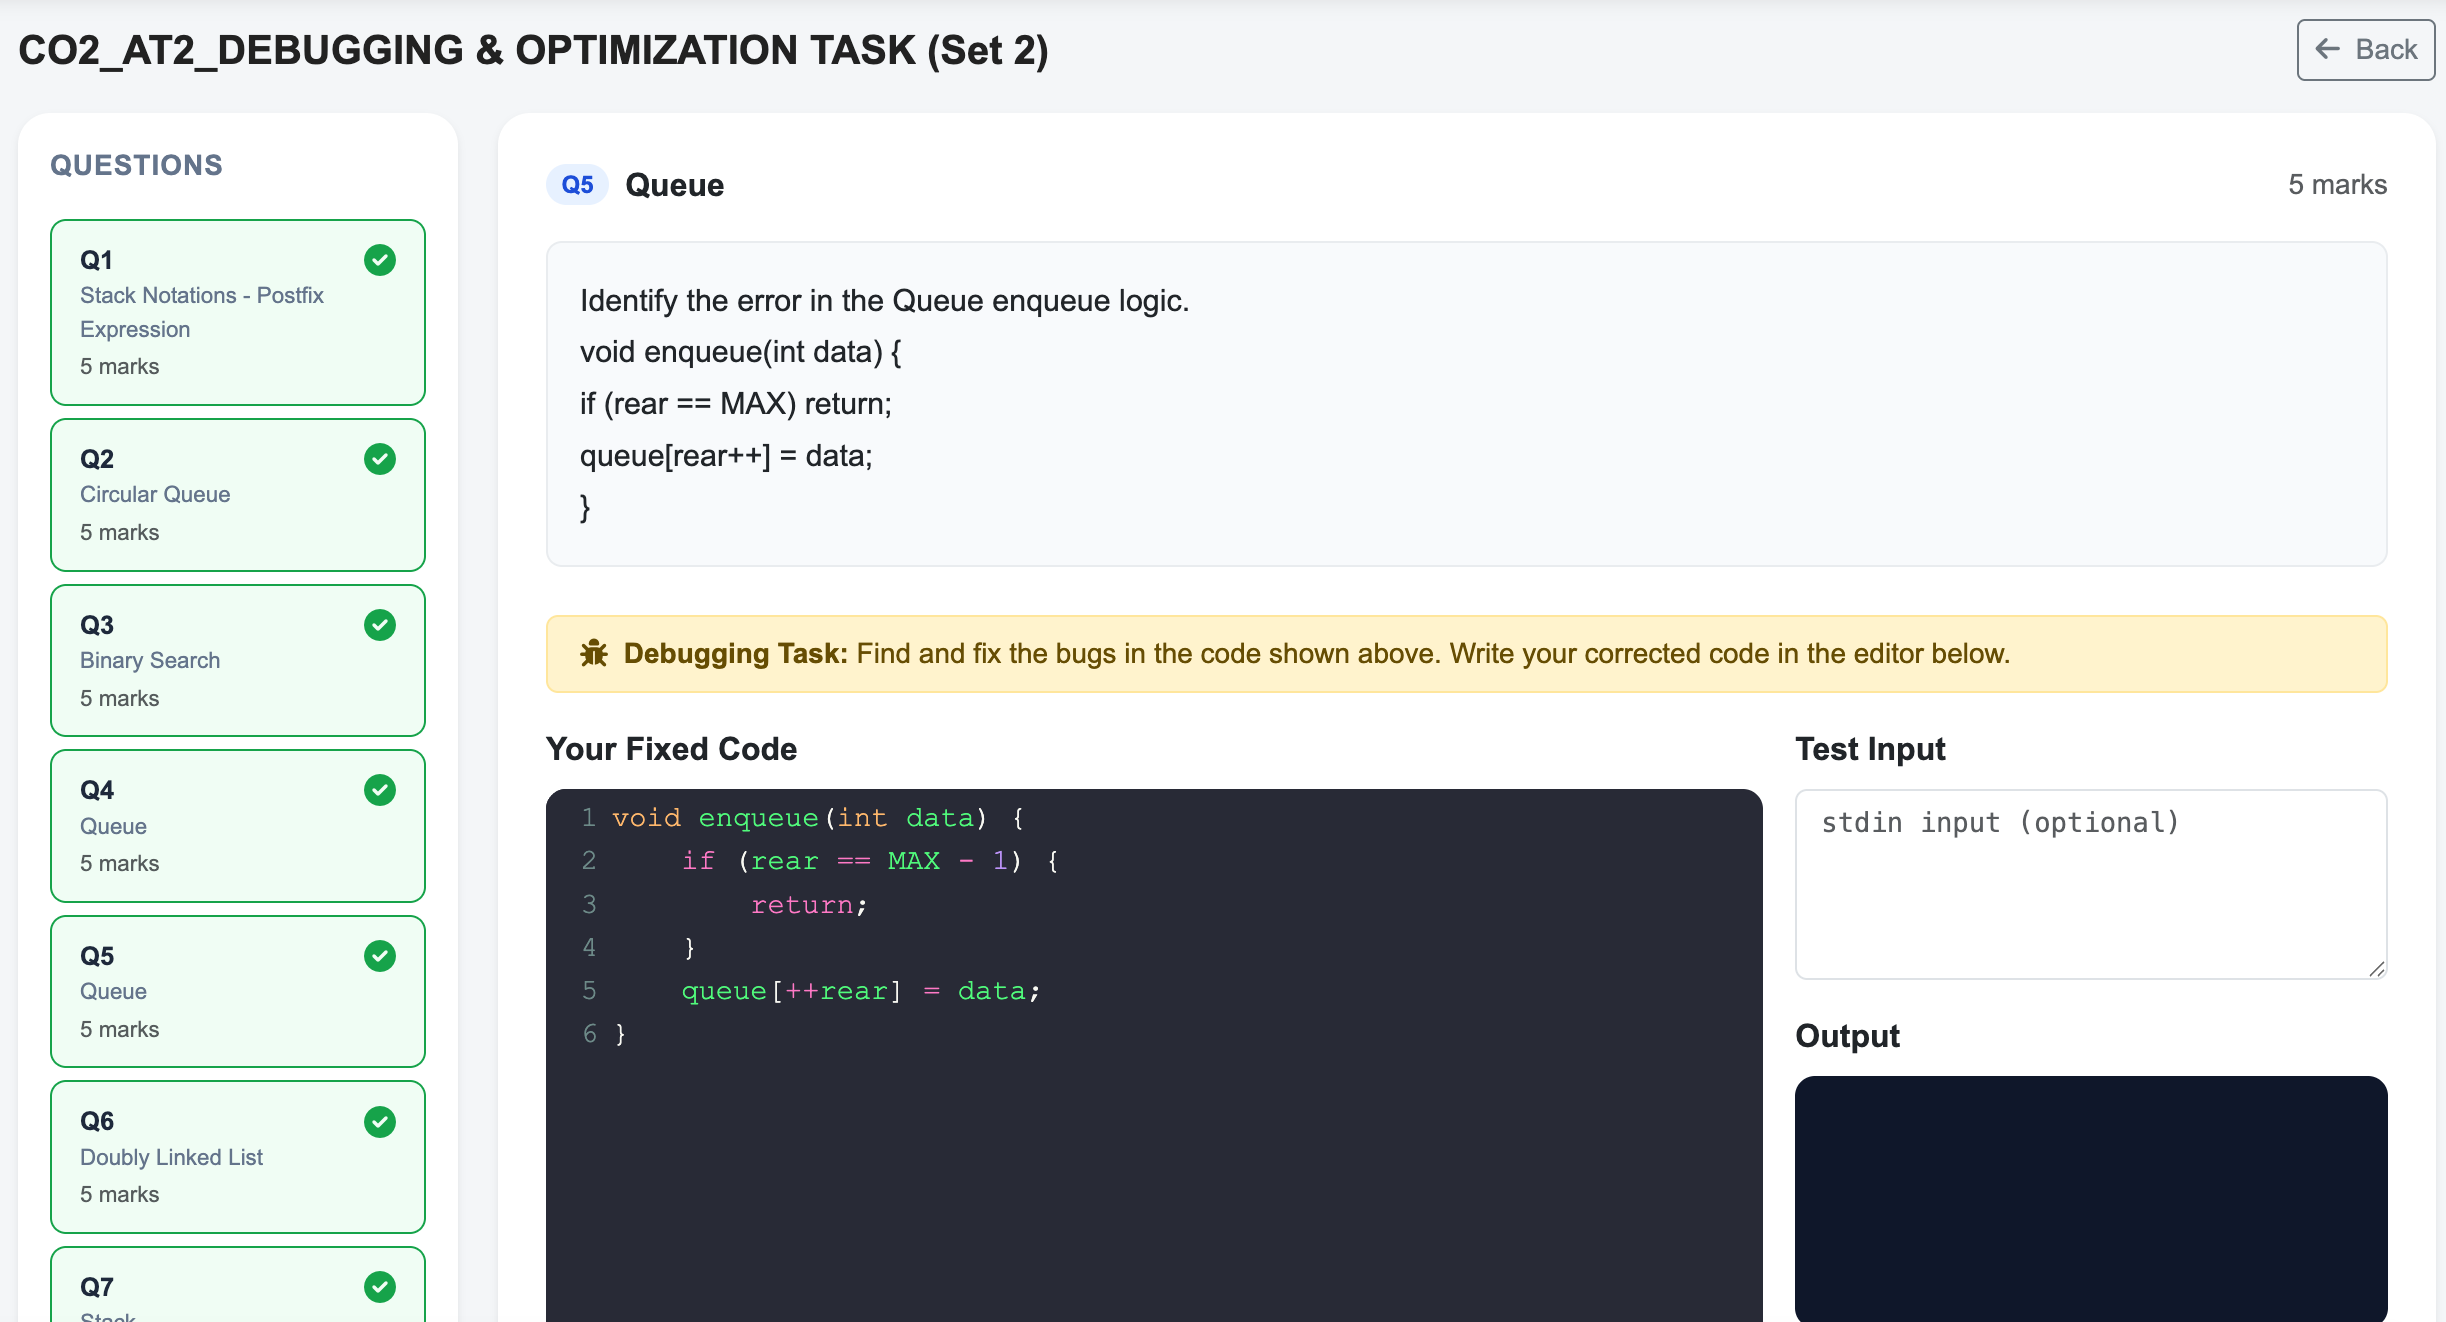 CO2_AT2_DEBUGGING & OPTIMIZATION TASK (Set 2)
Back
QUESTIONS
Q1
Stack Notations - Postfix
Expression
5 marks
Q2
Circular Queue
5 marks
Q3
Binary Search
5 marks
Q4
Queue
5 marks
Q5
Queue
5 marks
Q6
Doubly Linked List
5 marks
Q7
Stack
Q5 Queue
5 marks
Identify the error in the Queue enqueue logic.
void enqueue(int data) {
if (rear == MAX) return;
queue[rear++] = data;
}
Debugging Task: Find and fix the bugs in the code shown above. Write your corrected code in the editor below.
Your Fixed Code
1 void enqueue(int data) {
2     if (rear == MAX - 1) {
3         return;
4     }
5     queue[++rear] = data;
6 }
Test Input
stdin input (optional)
Output